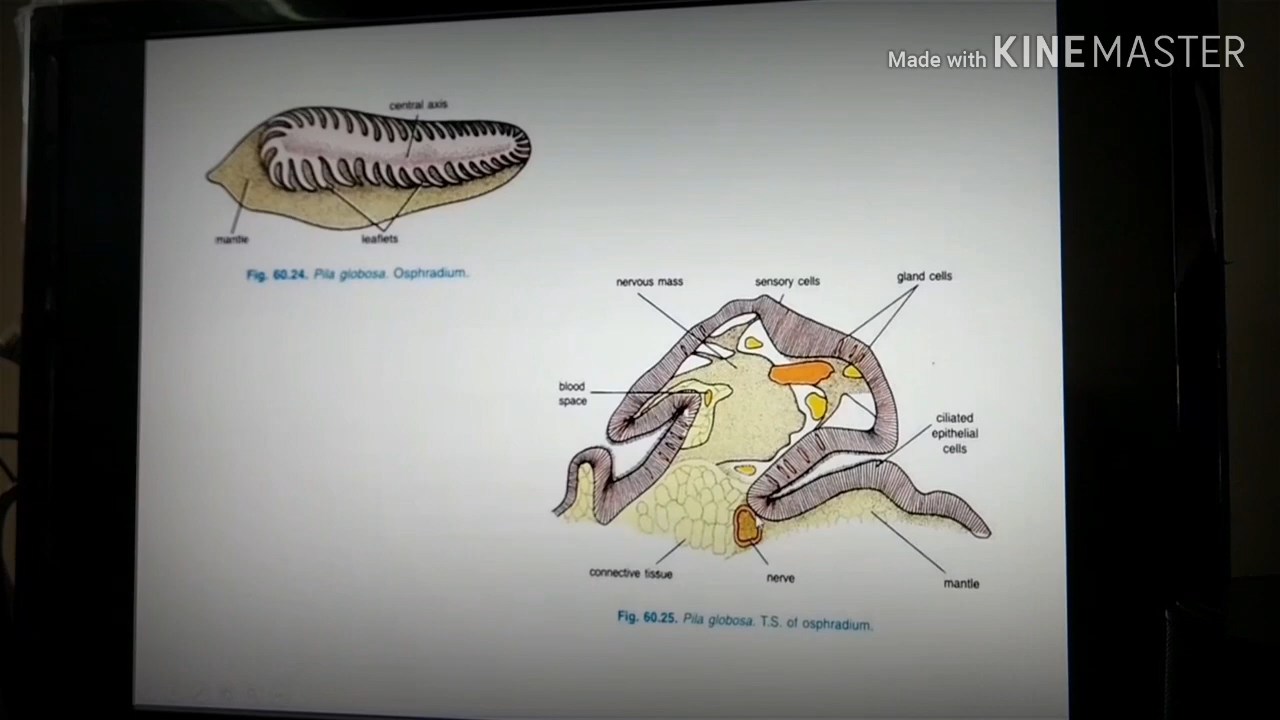 Made with KINEMASTER
central axis
mantle
leaflets
Fig. 60.24. Pila globosa. Osphradium.
nervous mass
sensory cells
gland cells
blood
space
ciliated
epithelial
cells
connective tissue
nerve
mantle
Fig. 60.25. Pila globosa. T.S. of osphradium.